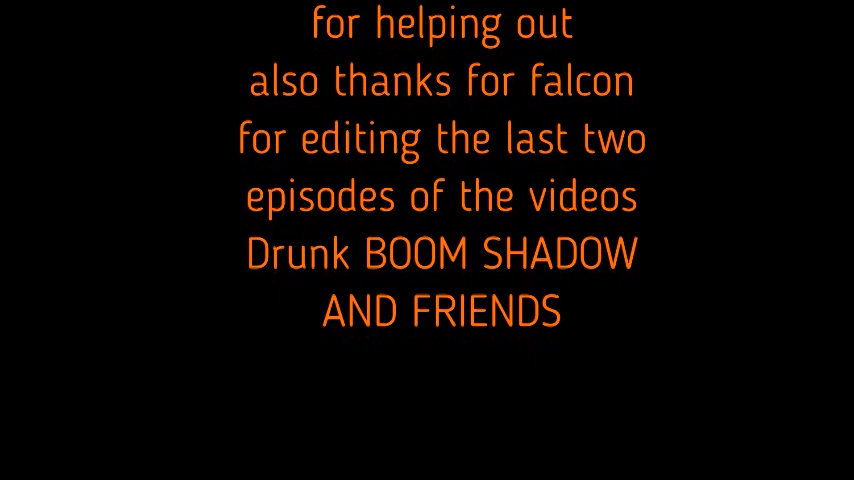 for helping out
also thanks for falcon
for editing the last two
episodes of the videos
Drunk BOOM SHADOW
AND FRIENDS